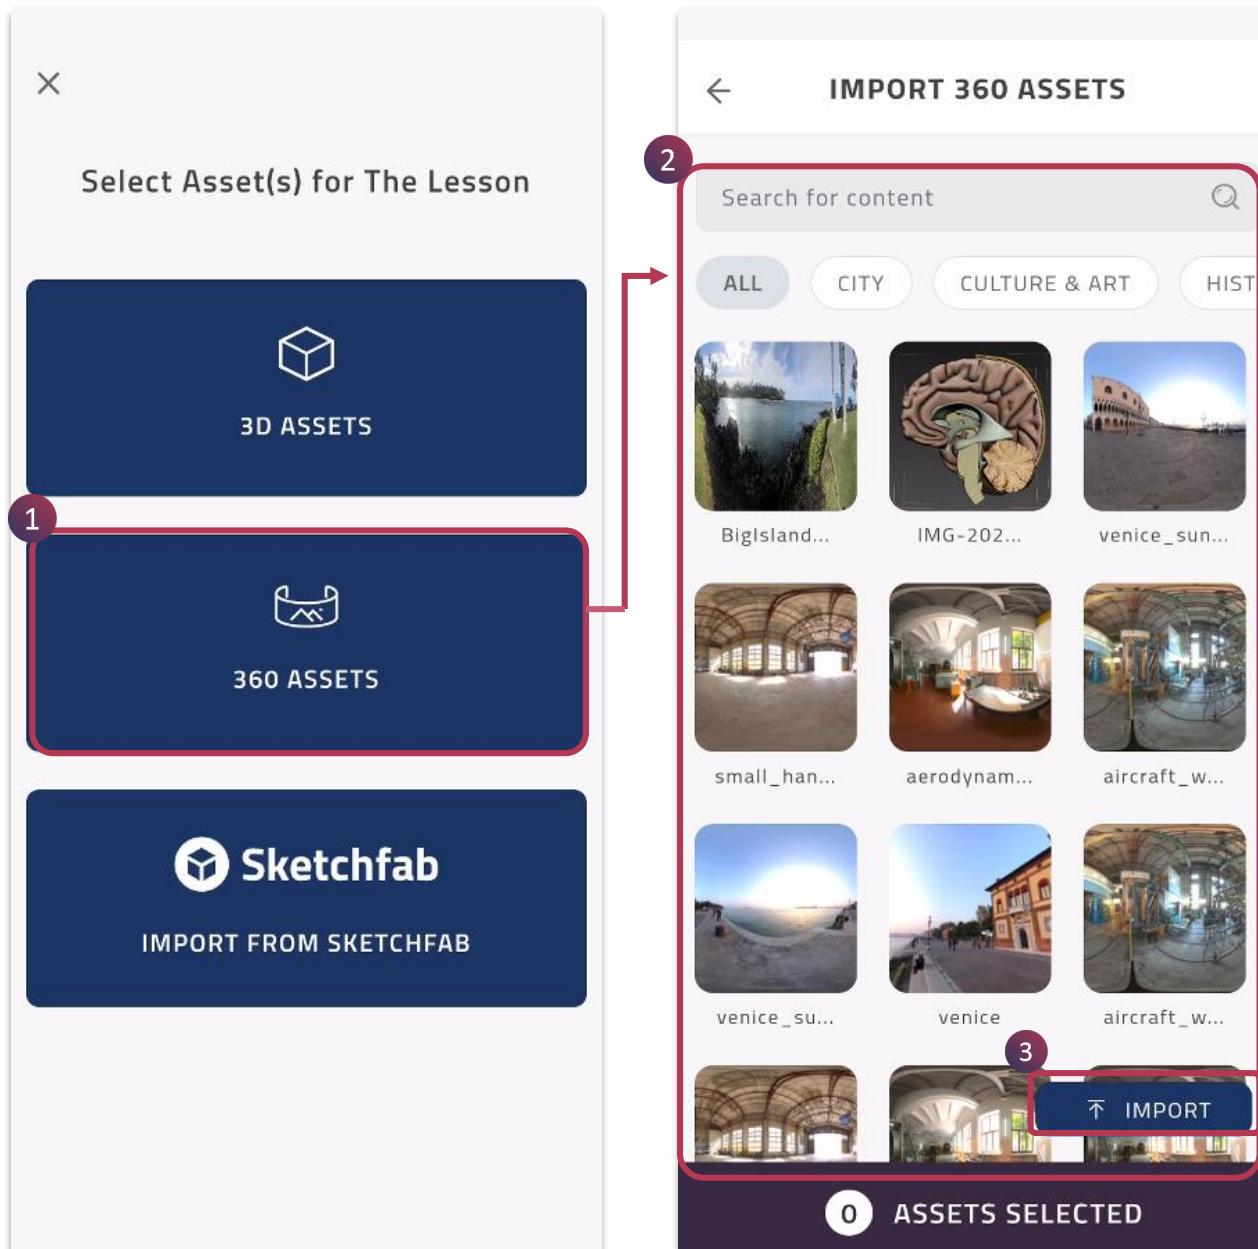 Select Asset(s) for The Lesson
3D ASSETS
1
360 ASSETS
Sketchfab
IMPORT FROM SKETCHFAB
IMPORT 360 ASSETS
2
Search for content
ALL CITY CULTURE & ART HIST
BigIsland... IMG-202... venice_sun...
small_han... aerodynam... aircraft_w...
venice_su... venice aircraft_w...
3
IMPORT
0 ASSETS SELECTED